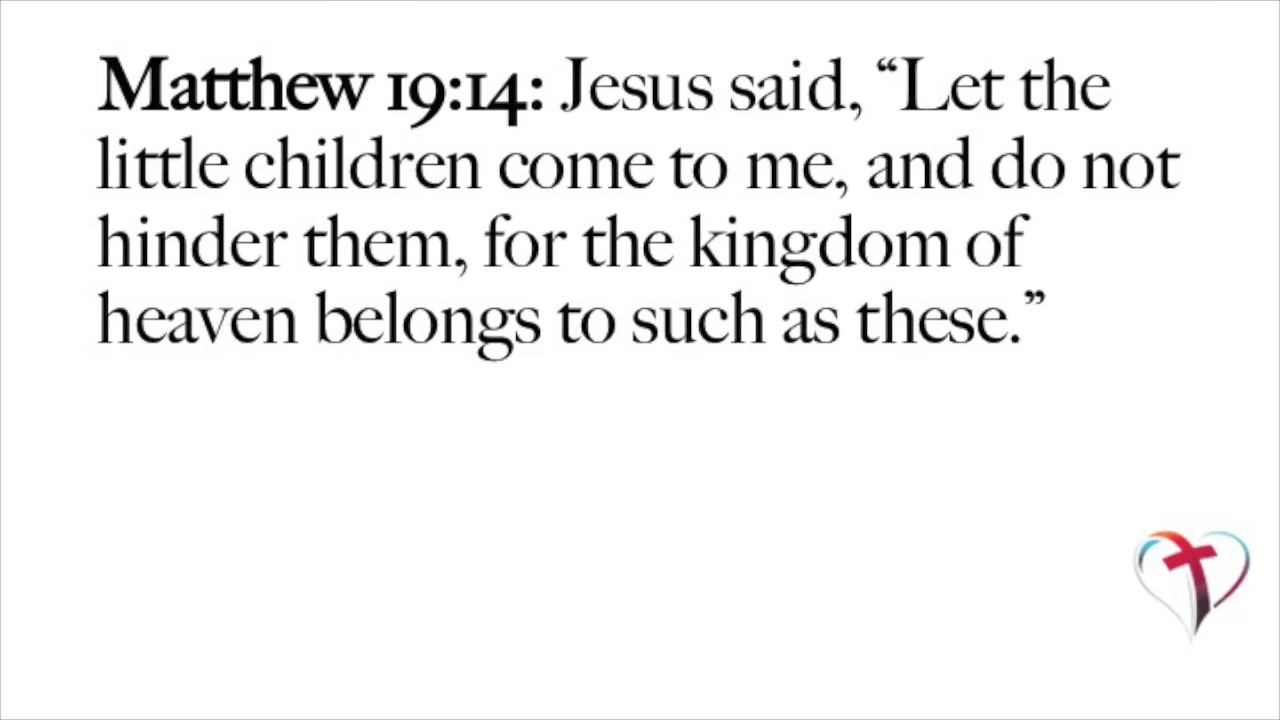 Matthew 19:14: Jesus said, “Let the
little children come to me, and do not
hinder them, for the kingdom of
heaven belongs to such as these.”